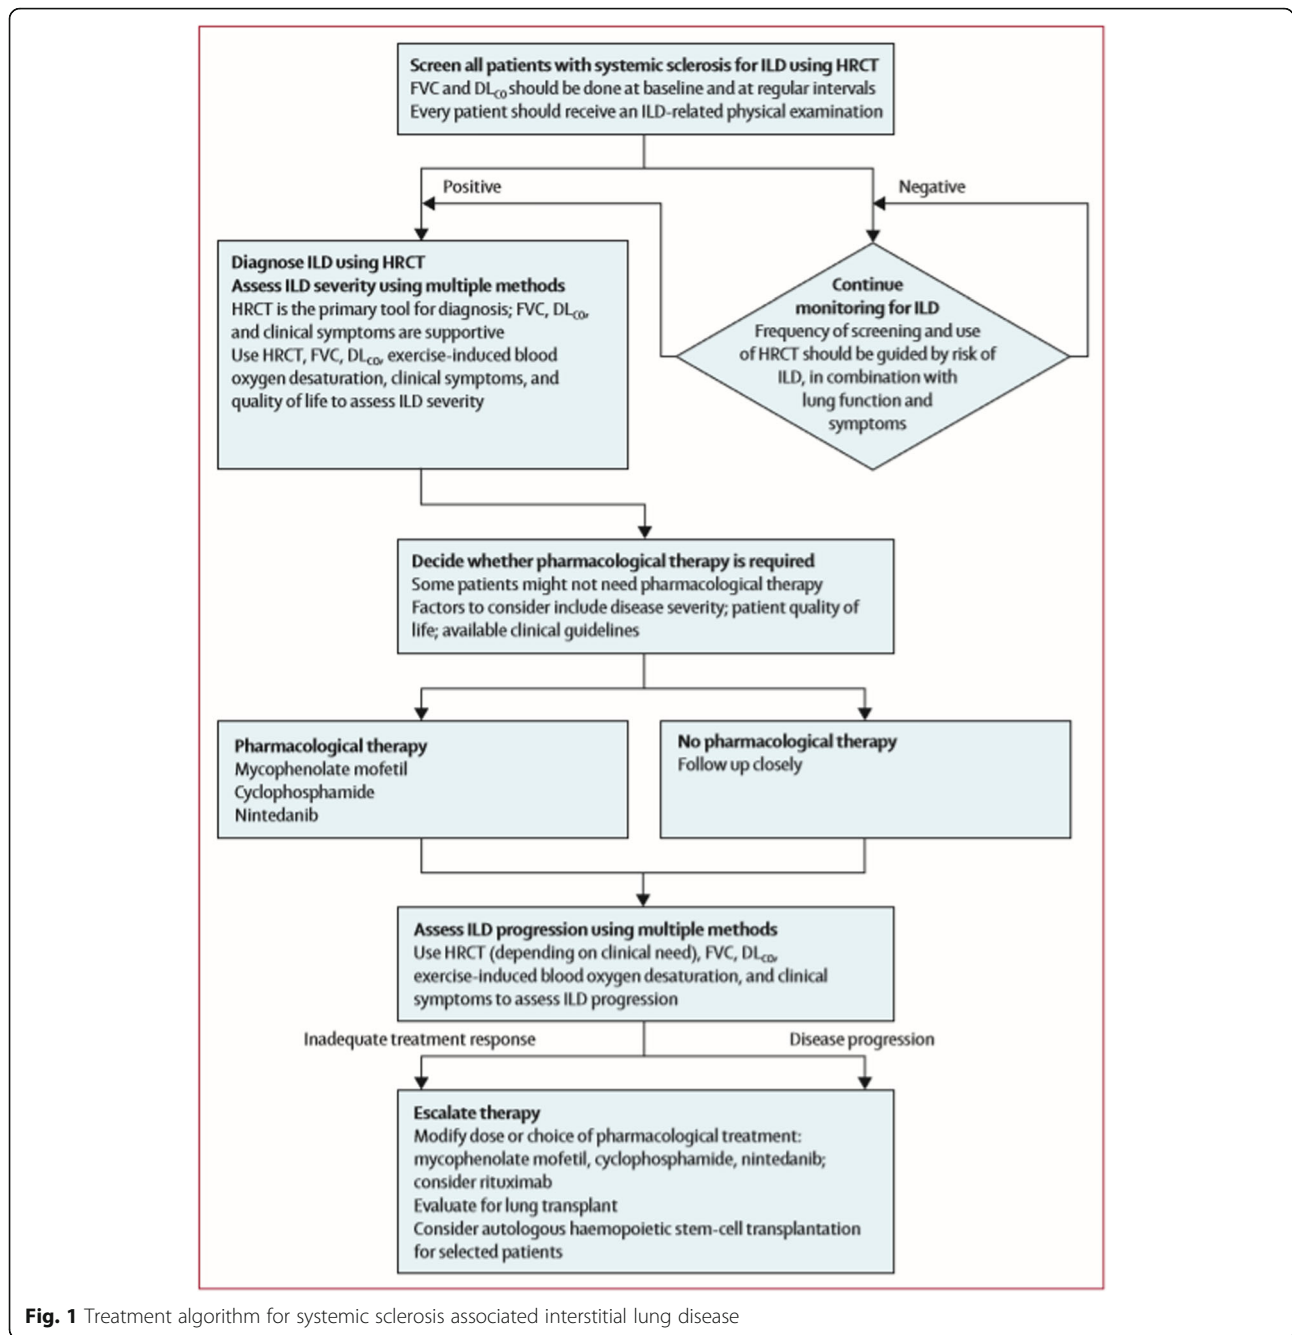 Screen all patients with systemic sclerosis for ILD using HRCT
FVC and DLCO should be done at baseline and at regular intervals
Every patient should receive an ILD-related physical examination
Positive
Negative
Diagnose ILD using HRCT
Assess ILD severity using multiple methods
HRCT is the primary tool for diagnosis; FVC, DLCO,
and clinical symptoms are supportive
Use HRCT, FVC, DLCO, exercise-induced blood
oxygen desaturation, clinical symptoms, and
quality of life to assess ILD severity
Continue
monitoring for ILD
Frequency of screening and use
of HRCT should be guided by risk of
ILD, in combination with
lung function and
symptoms
Decide whether pharmacological therapy is required
Some patients might not need pharmacological therapy
Factors to consider include disease severity; patient quality of
life; available clinical guidelines
Pharmacological therapy
Mycophenolate mofetil
Cyclophosphamide
Nintedanib
No pharmacological therapy
Follow up closely
Assess ILD progression using multiple methods
Use HRCT (depending on clinical need), FVC, DLCO,
exercise-induced blood oxygen desaturation, and clinical
symptoms to assess ILD progression
Inadequate treatment response
Disease progression
Escalate therapy
Modify dose or choice of pharmacological treatment:
mycophenolate mofetil, cyclophosphamide, nintedanib;
consider rituximab
Evaluate for lung transplant
Consider autologous haemopoietic stem-cell transplantation
for selected patients
Fig. 1 Treatment algorithm for systemic sclerosis associated interstitial lung disease